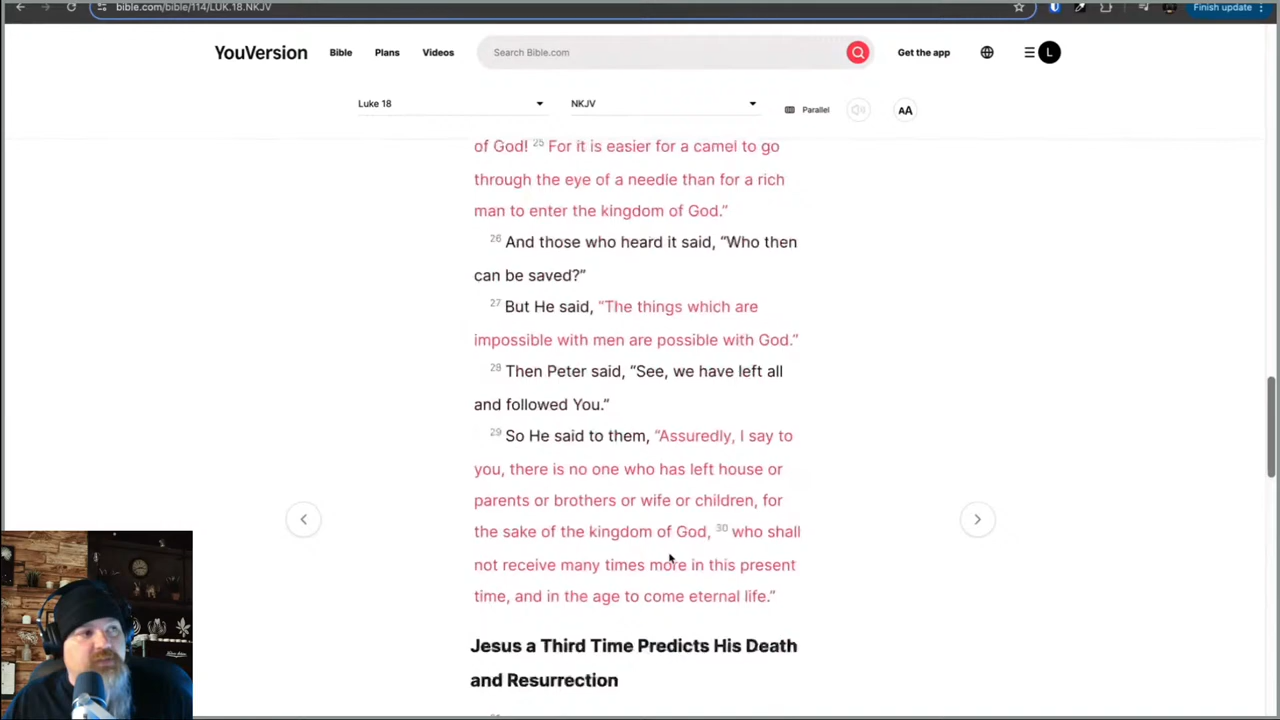 bible.com/bible/114/LUK.18.NKJV
Finish update
YouVersion Bible Plans Videos Search Bible.com Get the app L
Luke 18 NKJV Parallel AA
of God! 25 For it is easier for a camel to go
through the eye of a needle than for a rich
man to enter the kingdom of God.”
26 And those who heard it said, “Who then
can be saved?”
27 But He said, “The things which are
impossible with men are possible with God.”
28 Then Peter said, “See, we have left all
and followed You.”
29 So He said to them, “Assuredly, I say to
you, there is no one who has left house or
parents or brothers or wife or children, for
the sake of the kingdom of God, 30 who shall
not receive many times more in this present
time, and in the age to come eternal life.”
Jesus a Third Time Predicts His Death
and Resurrection